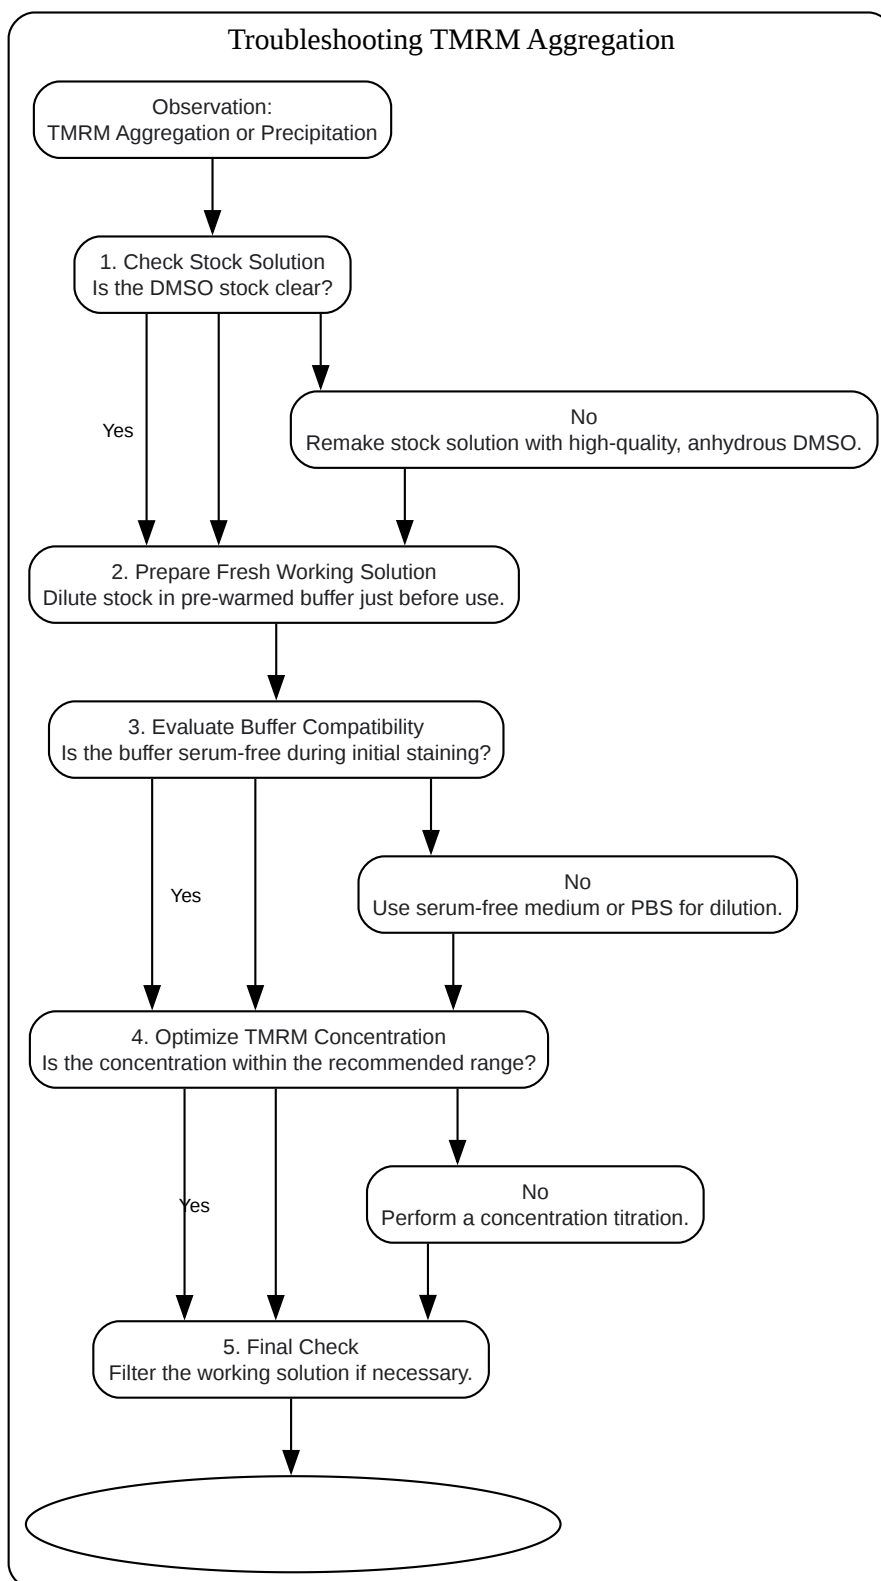 Troubleshooting TMRM Aggregation
Observation:
TMRM Aggregation or Precipitation
1. Check Stock Solution
Is the DMSO stock clear?
No
Remake stock solution with high-quality, anhydrous DMSO.
Yes
2. Prepare Fresh Working Solution
Dilute stock in pre-warmed buffer just before use.
3. Evaluate Buffer Compatibility
Is the buffer serum-free during initial staining?
No
Use serum-free medium or PBS for dilution.
Yes
4. Optimize TMRM Concentration
Is the concentration within the recommended range?
No
Perform a concentration titration.
Yes
5. Final Check
Filter the working solution if necessary.